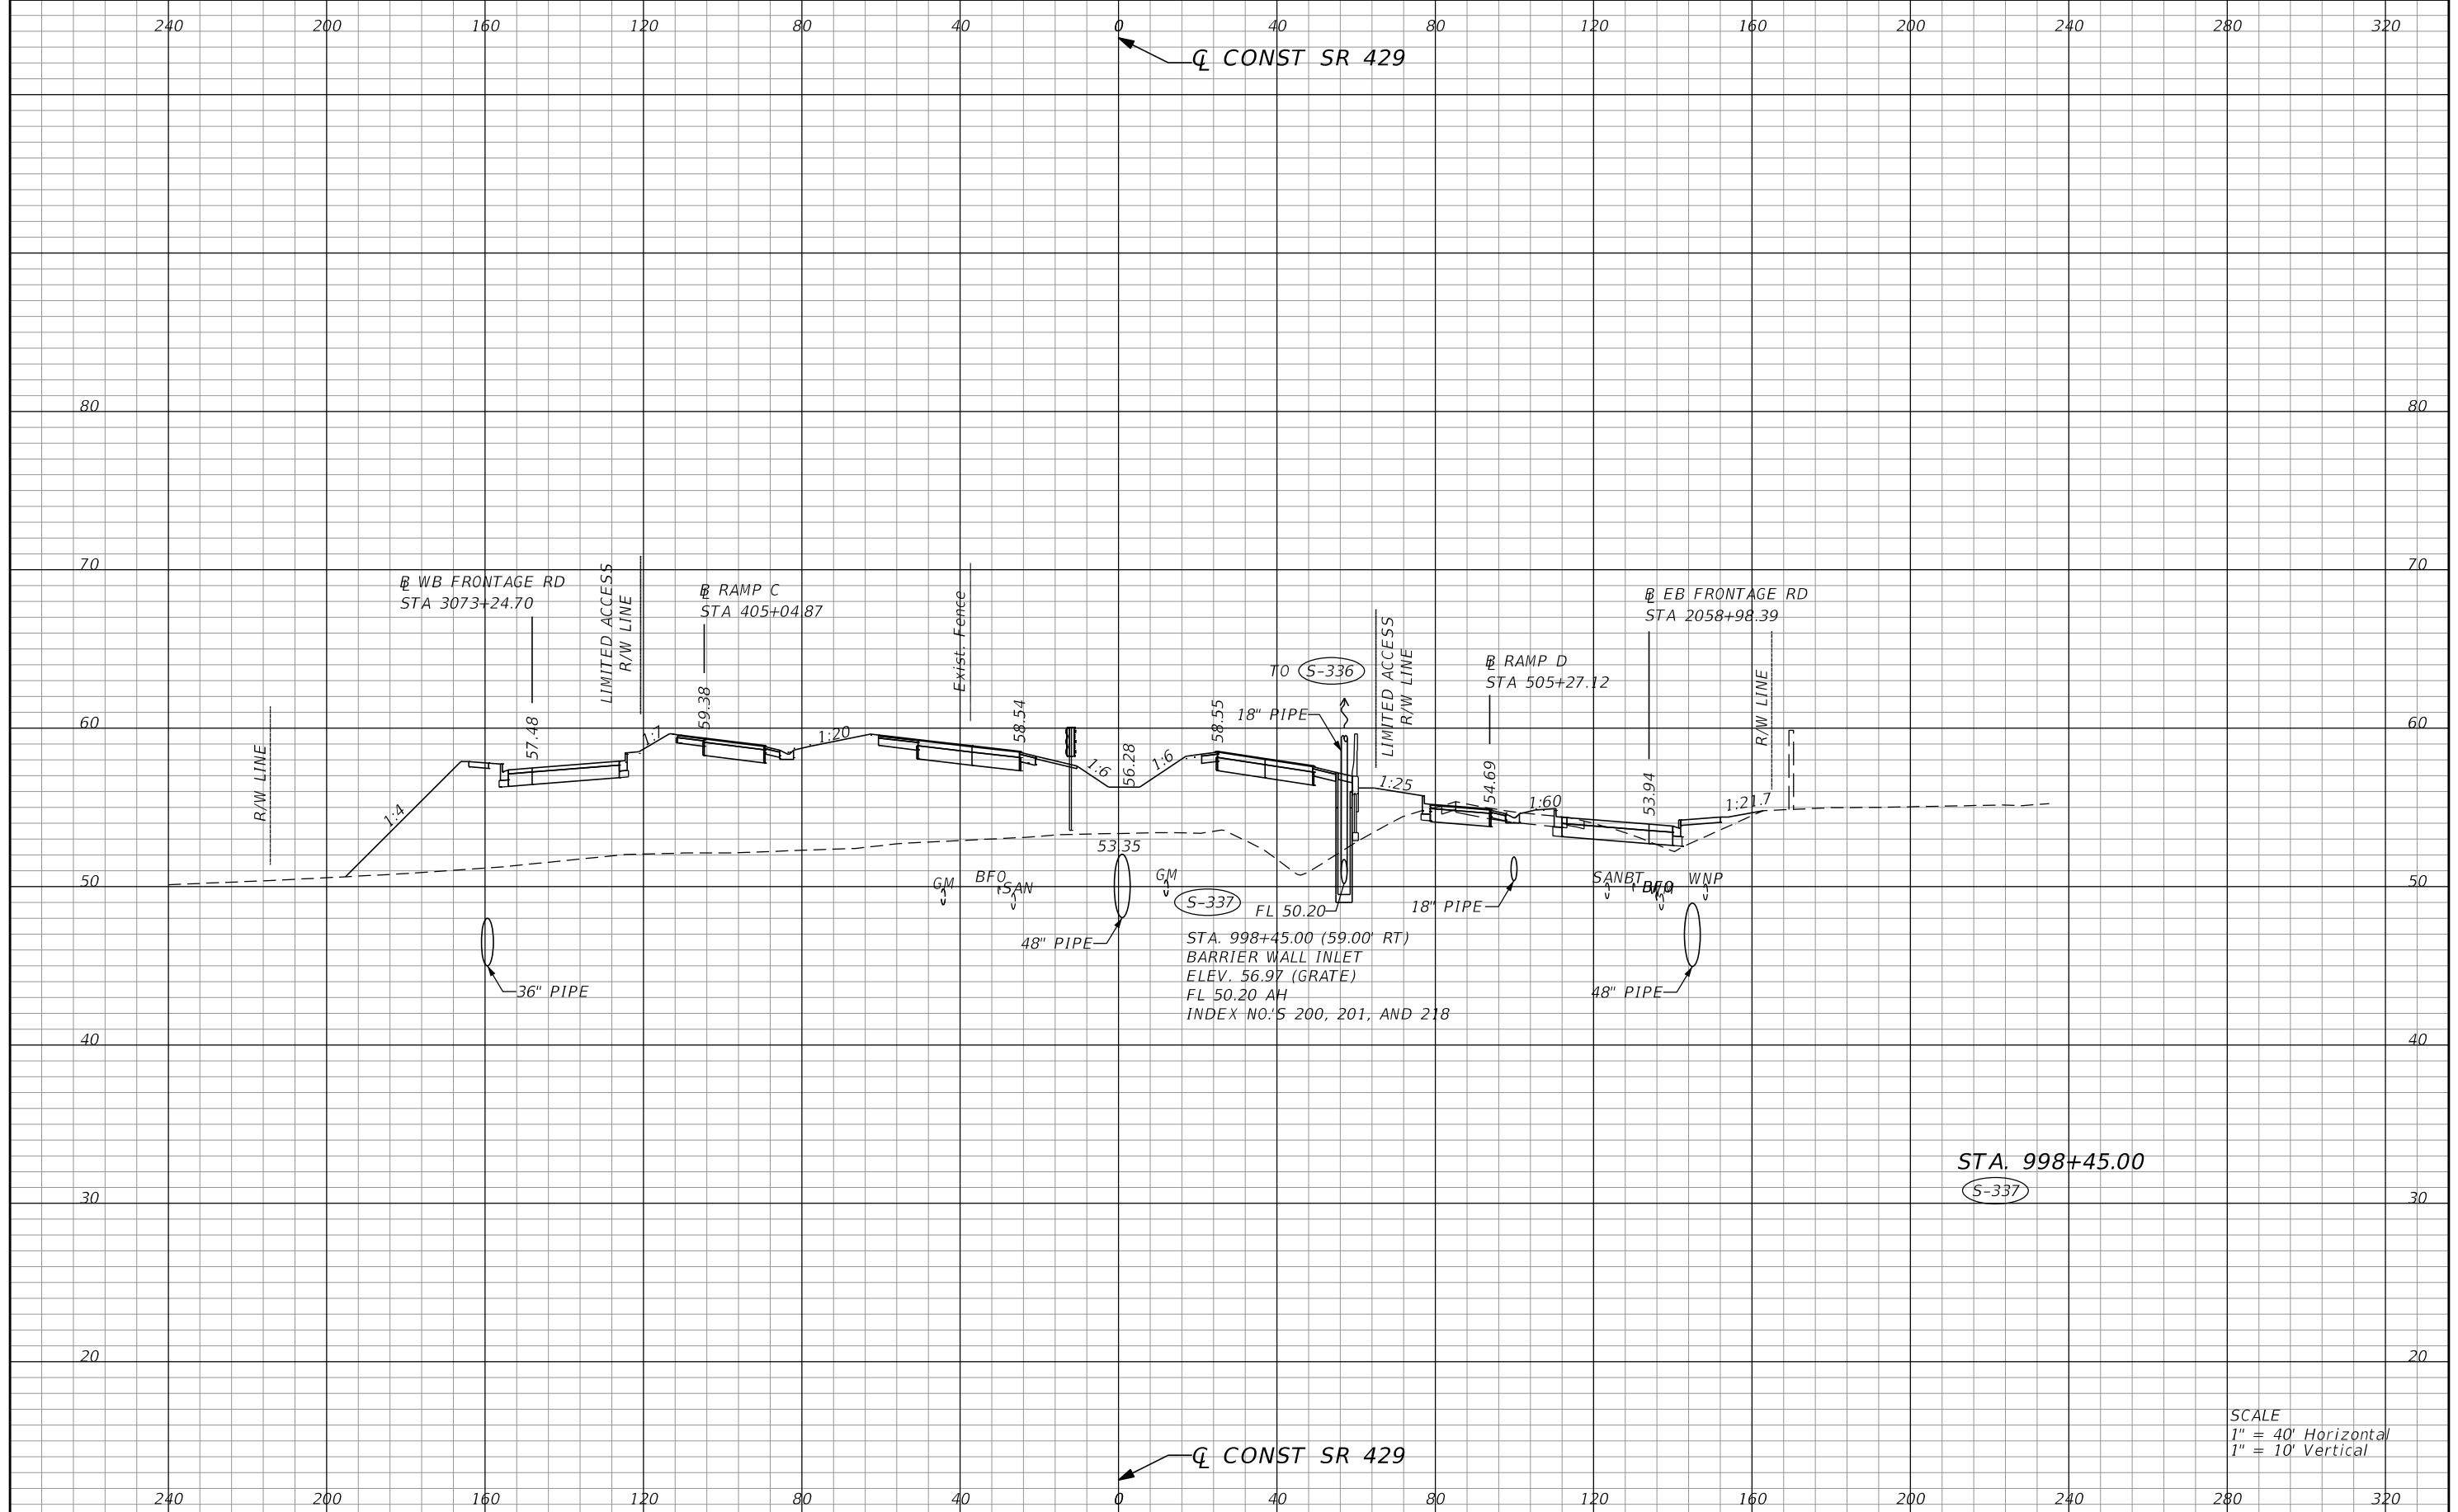 240 200 160 120 80 40 0 40 80 120 160 200 240 280 320
℄ CONST SR 429
80 80
70 70
60 60
50 50
40 40
30 30
20 20
R/W LINE
1:4
℄ WB FRONTAGE RD
STA 3073+24.70
57.48
LIMITED ACCESS
R/W LINE
1:7
℄ RAMP C
STA 405+04.87
59.38
1:20
Exist. Fence
58.54
1:6
56.28
1:6
58.55
TO S-336
18" PIPE
LIMITED ACCESS
R/W LINE
1:25
℄ RAMP D
STA 505+27.12
54.69
1:60
℄ EB FRONTAGE RD
STA 2058+98.39
53.94
R/W LINE
1:21.7
53.35
GM
BFO
SAN
GM
S-337
FL 50.20
18" PIPE
SAN
BT
BFO
WNP
36" PIPE
48" PIPE
48" PIPE
STA. 998+45.00 (59.00' RT)
BARRIER WALL INLET
ELEV. 56.97 (GRATE)
FL 50.20 AH
INDEX NO.'S 200, 201, AND 218
STA. 998+45.00
S-337
SCALE
1" = 40' Horizontal
1" = 10' Vertical
℄ CONST SR 429
240 200 160 120 80 40 0 40 80 120 160 200 240 280 320